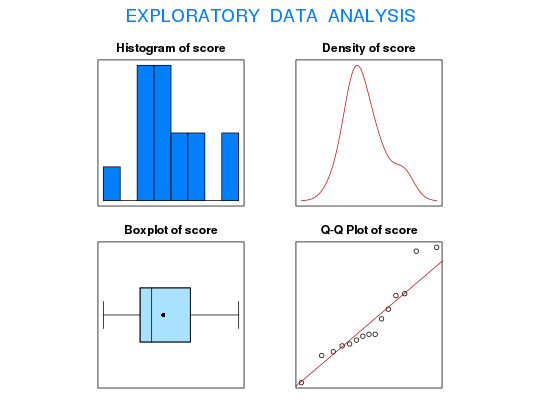 EXPLORATORY DATA ANALYSIS
Histogram of score
Density of score
Boxplot of score
Q-Q Plot of score